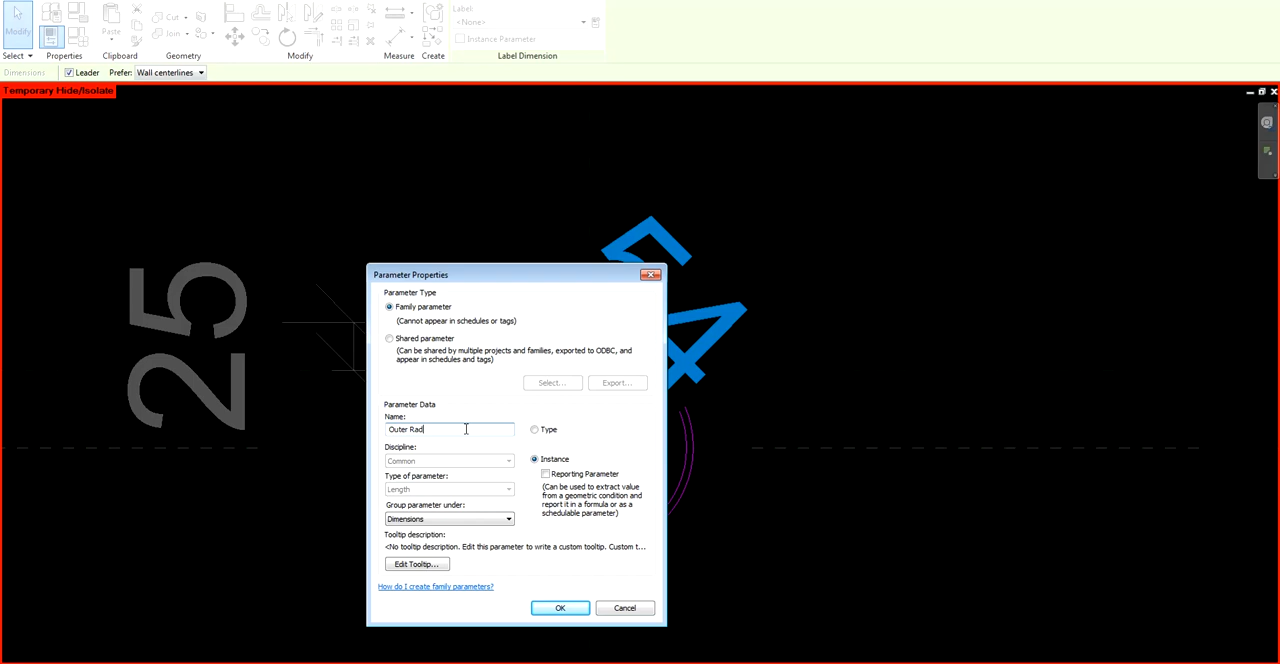 Label:
Cut
<None>
Modify
Paste
Join
Instance Parameter
Select
Properties
Clipboard
Geometry
Modify
Measure
Create
Label Dimension
Dimensions
Leader
Prefer:
Wall centerlines
Temporary Hide/Isolate
25
4
Parameter Properties
Parameter Type
Family parameter
(Cannot appear in schedules or tags)
Shared parameter
(Can be shared by multiple projects and families, exported to ODBC, and
appear in schedules and tags)
Select...
Export...
Parameter Data
Name:
Outer Rad
Type
Discipline:
Common
Instance
Reporting Parameter
Type of parameter:
Length
(Can be used to extract value
from a geometric condition and
report it in a formula or as a
schedulable parameter)
Group parameter under:
Dimensions
Tooltip description:
<No tooltip description. Edit this parameter to write a custom tooltip. Custom t...
Edit Tooltip...
How do I create family parameters?
OK
Cancel